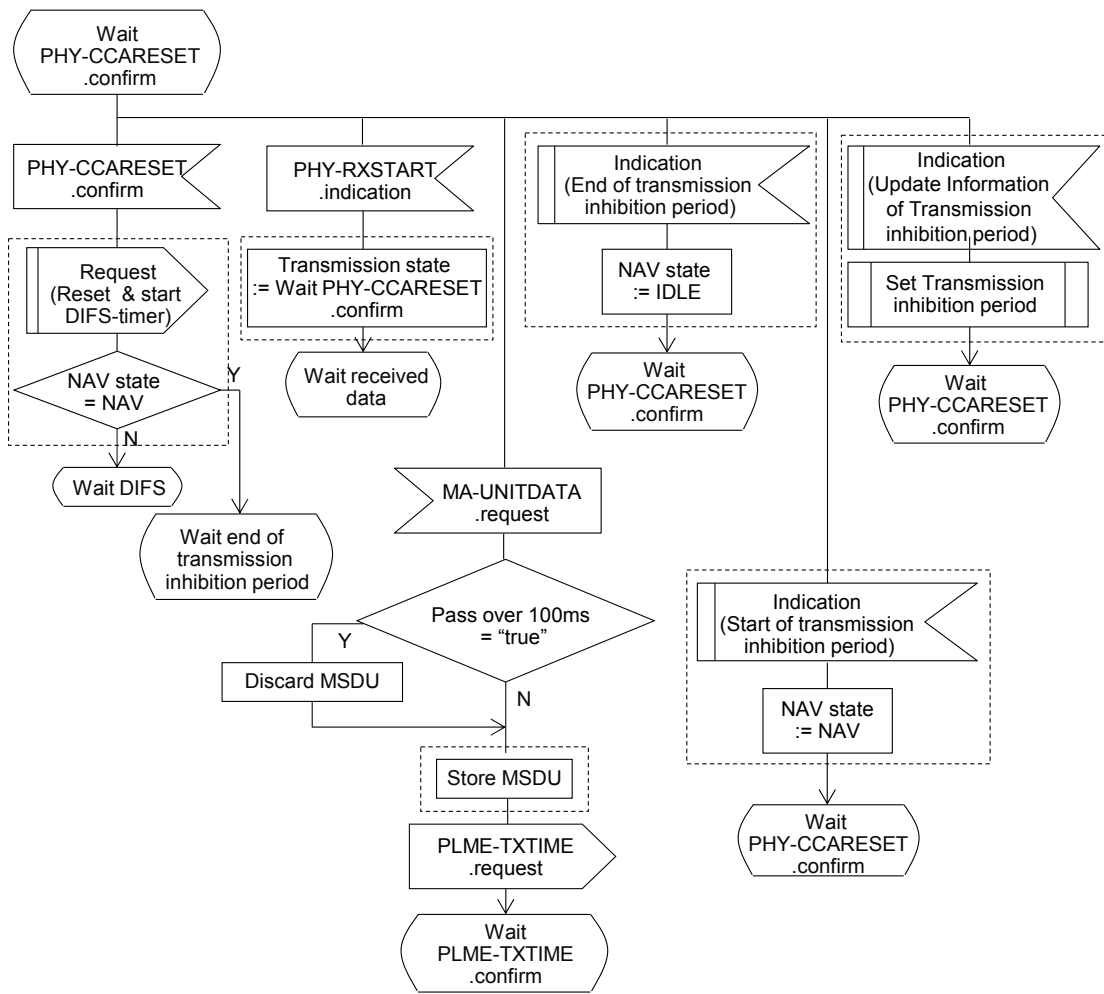 Wait
PHY-CCARESET
.confirm
PHY-CCARESET
.confirm
Request
(Reset & start
DIFS-timer)
NAV state
= NAV
Y
N
Wait DIFS
Wait end of
transmission
inhibition period
PHY-RXSTART
.indication
Transmission state
:= Wait PHY-CCARESET
.confirm
Wait received
data
MA-UNITDATA
.request
Pass over 100ms
= “true”
Y
Discard MSDU
N
Store MSDU
PLME-TXTIME
.request
Wait
PLME-TXTIME
.confirm
Indication
(End of transmission
inhibition period)
NAV state
:= IDLE
Wait
PHY-CCARESET
.confirm
Indication
(Start of transmission
inhibition period)
NAV state
:= NAV
Wait
PHY-CCARESET
.confirm
Indication
(Update Information
of Transmission
inhibition period)
Set Transmission
inhibition period
Wait
PHY-CCARESET
.confirm